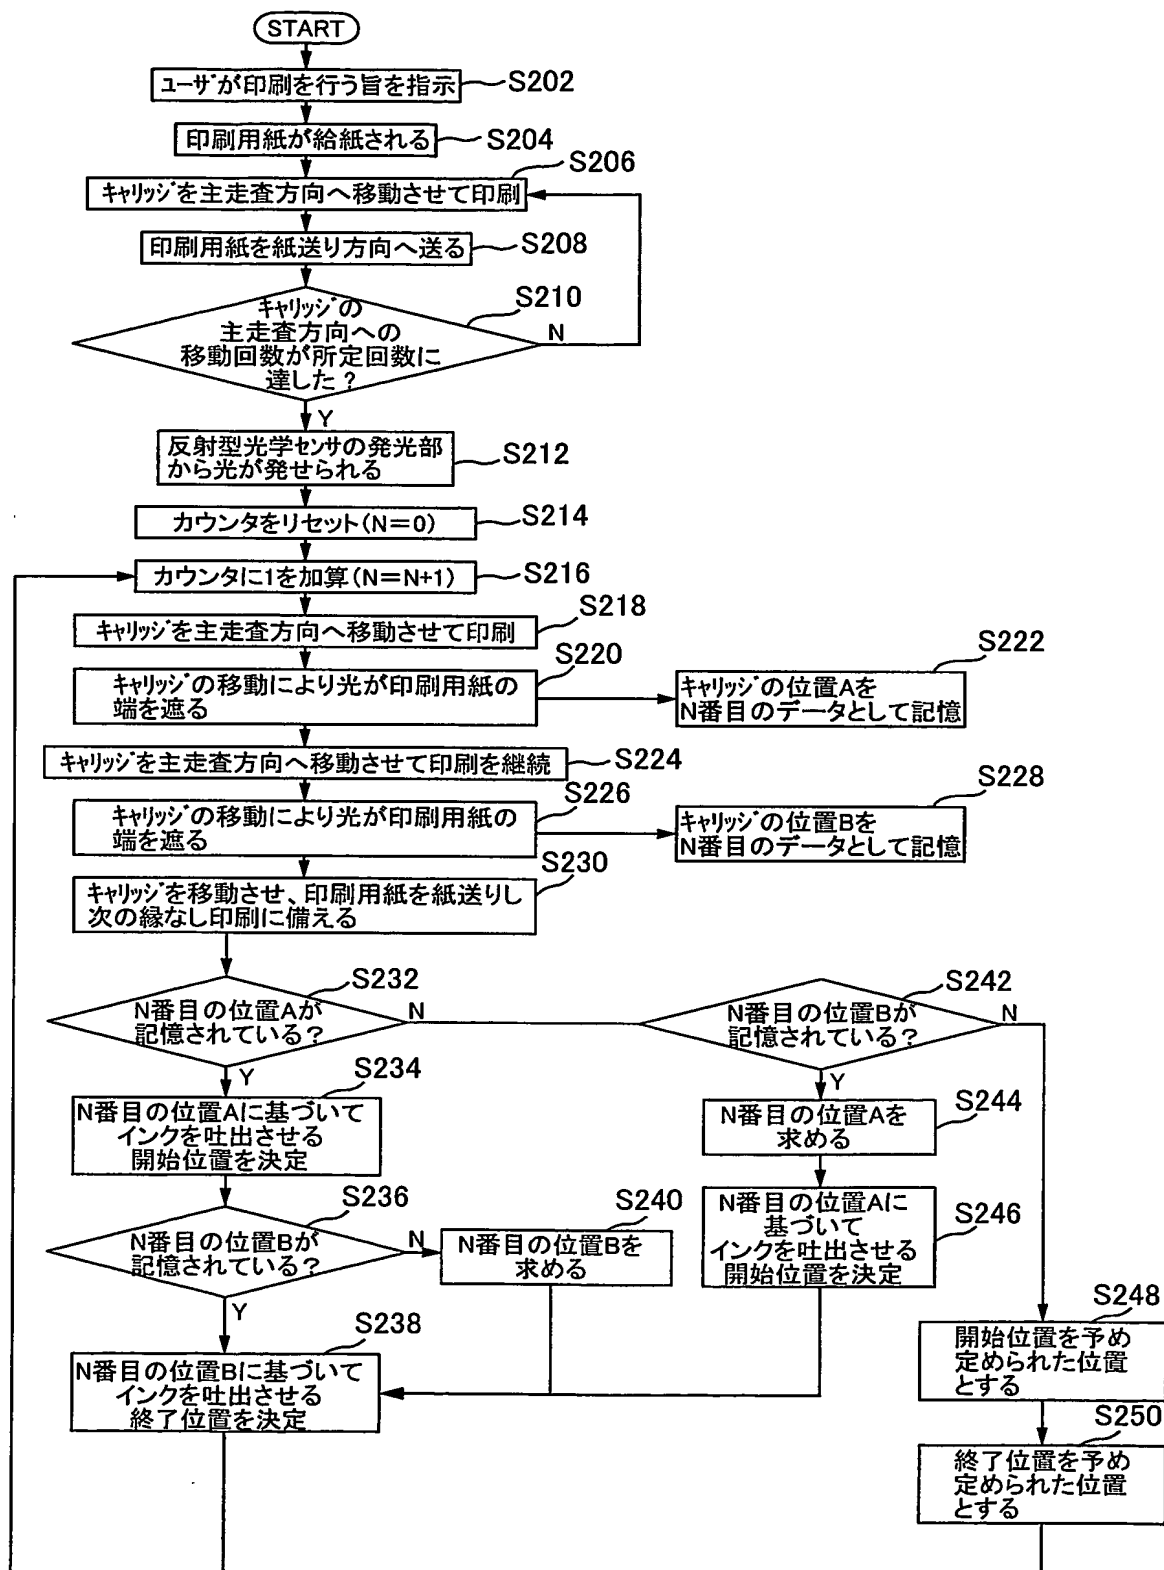 START
ユーザが印刷を行う旨を指示
S202
印刷用紙が給紙される
S204
S206
キャリッジを主走査方向へ移動させて印刷
印刷用紙を紙送り方向へ送る
S208
S210
キャリッジの
主走査方向への
移動回数が所定回数に
達した？
N
Y
反射型光学センサの発光部
から光が発せられる
S212
カウンタをリセット(N=0)
S214
カウンタに1を加算(N=N+1)
S216
S218
キャリッジを主走査方向へ移動させて印刷
S220
キャリッジの移動により光が印刷用紙の
端を遮る
S222
キャリッジの位置Aを
N番目のデータとして記憶
キャリッジを主走査方向へ移動させて印刷を継続
S224
S226
キャリッジの移動により光が印刷用紙の
端を遮る
S228
キャリッジの位置Bを
N番目のデータとして記憶
S230
キャリッジを移動させ、印刷用紙を紙送りし
次の縁なし印刷に備える
S232
N番目の位置Aが
記憶されている？
N
Y
S242
N番目の位置Bが
記憶されている？
N
Y
S234
N番目の位置Aに基づいて
インクを吐出させる
開始位置を決定
S244
N番目の位置Aを
求める
S236
N番目の位置Bが
記憶されている？
N
Y
S240
N番目の位置Bを
求める
S246
N番目の位置Aに
基づいて
インクを吐出させる
開始位置を決定
S238
N番目の位置Bに基づいて
インクを吐出させる
終了位置を決定
S248
開始位置を予め
定められた位置
とする
S250
終了位置を予め
定められた位置
とする